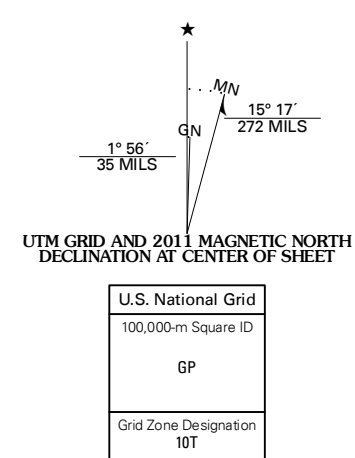 ★
MN
GN
15° 17´
272 MILS
1° 56´
35 MILS
UTM GRID AND 2011 MAGNETIC NORTH
DECLINATION AT CENTER OF SHEET
U.S. National Grid
100,000-m Square ID
GP
Grid Zone Designation
10T